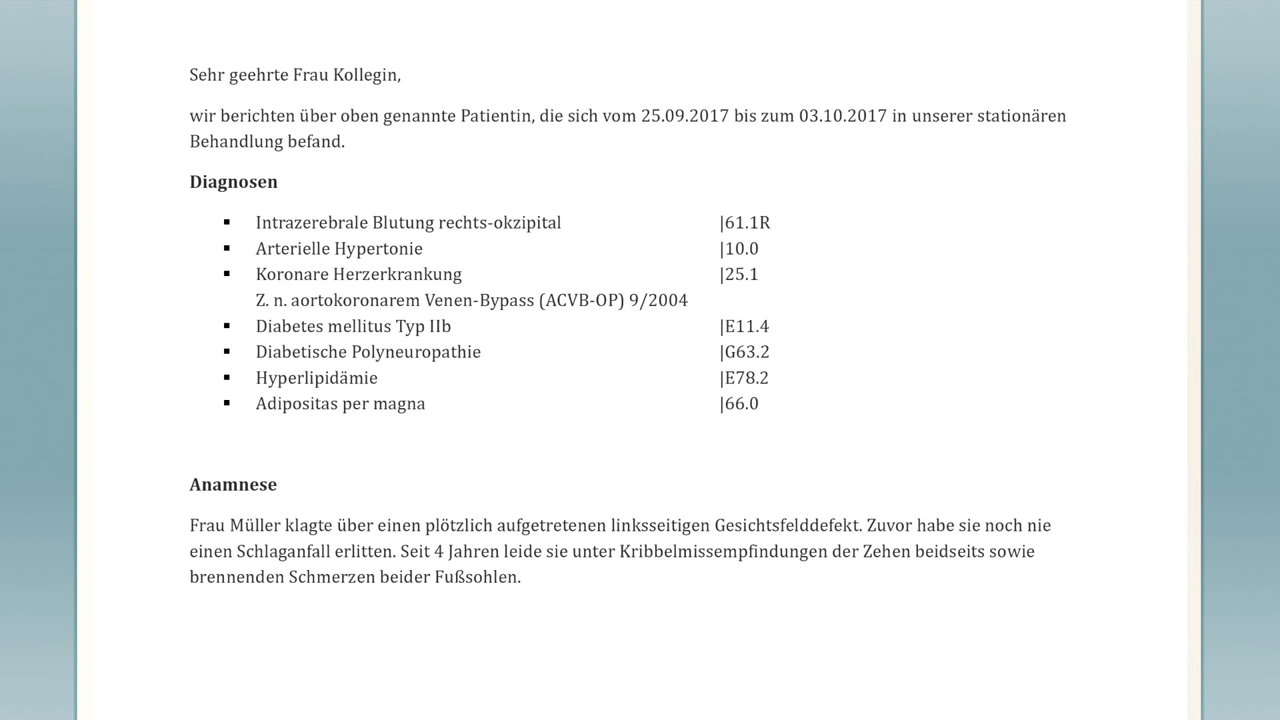 Sehr geehrte Frau Kollegin,
wir berichten über oben genannte Patientin, die sich vom 25.09.2017 bis zum 03.10.2017 in unserer stationären
Behandlung befand.
Diagnosen
▪ Intrazerebrale Blutung rechts-okzipital |61.1R
▪ Arterielle Hypertonie |10.0
▪ Koronare Herzerkrankung |25.1
Z. n. aortokoronarem Venen-Bypass (ACVB-OP) 9/2004
▪ Diabetes mellitus Typ IIb |E11.4
▪ Diabetische Polyneuropathie |G63.2
▪ Hyperlipidämie |E78.2
▪ Adipositas per magna |66.0
Anamnese
Frau Müller klagte über einen plötzlich aufgetretenen linksseitigen Gesichtsfelddefekt. Zuvor habe sie noch nie
einen Schlaganfall erlitten. Seit 4 Jahren leide sie unter Kribbelmissempfindungen der Zehen beidseits sowie
brennenden Schmerzen beider Fußsohlen.